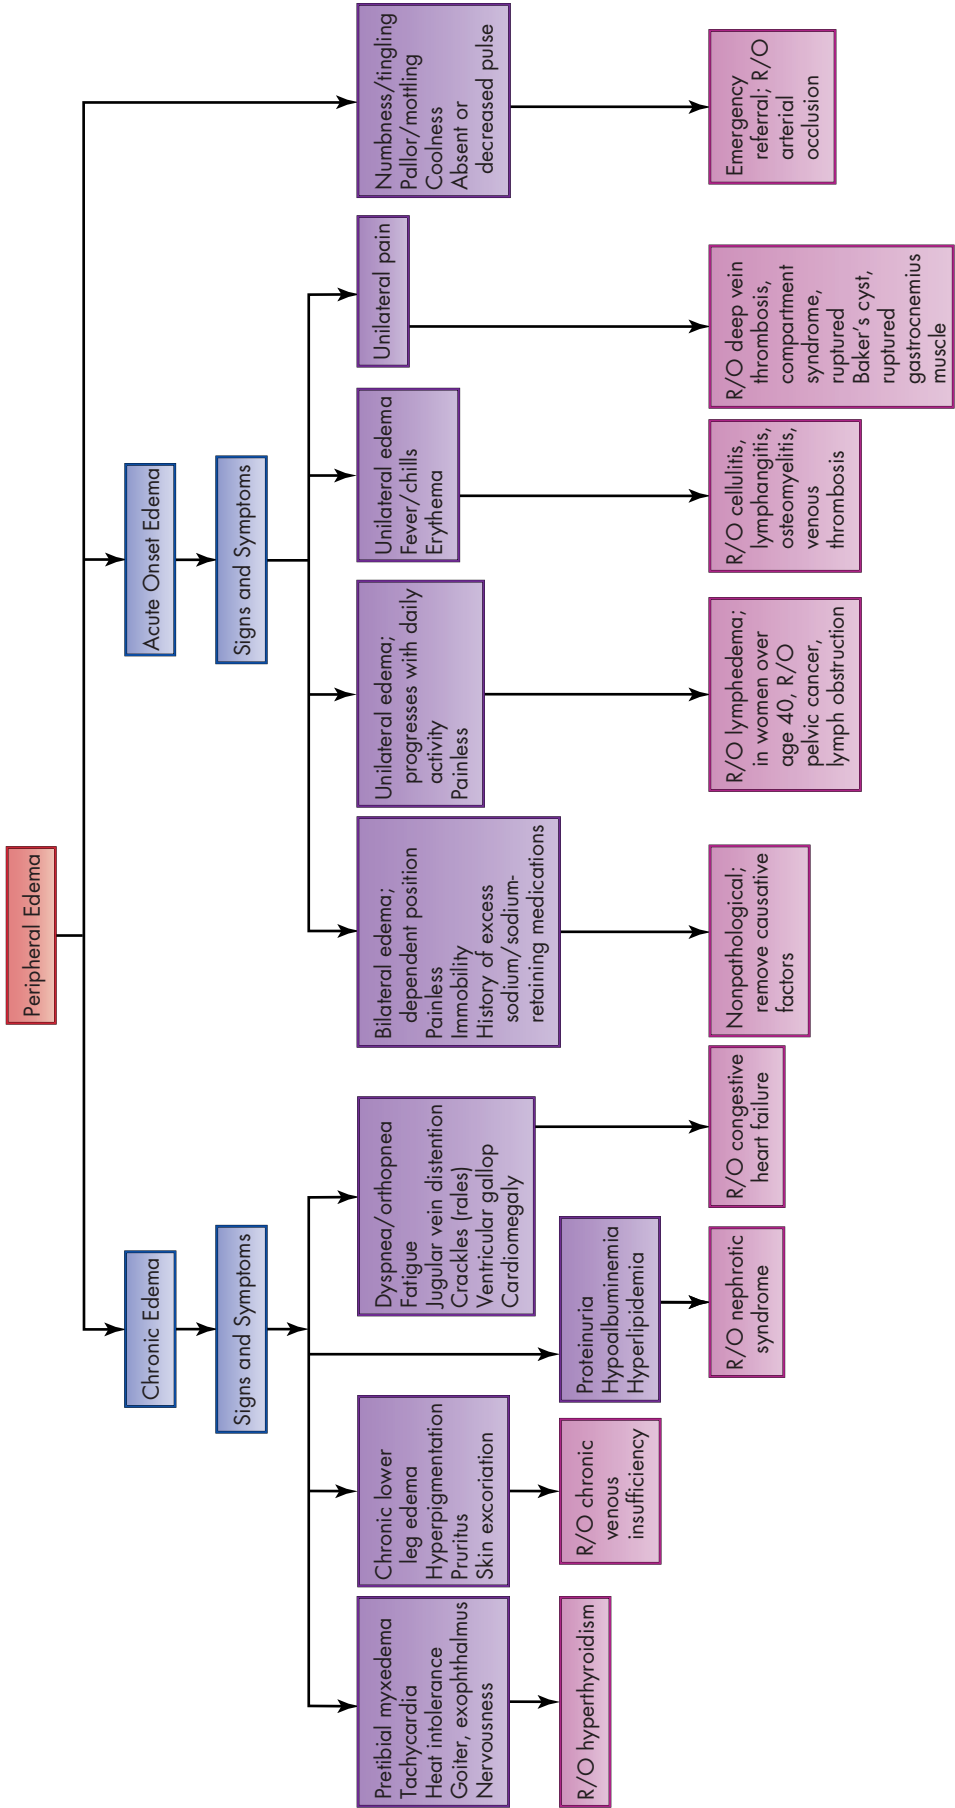 Peripheral Edema
Chronic Edema
Acute Onset Edema
Signs and Symptoms
Signs and Symptoms
Pretibial myxedema
Tachycardia
Heat intolerance
Goiter, exophthalmus
Nervousness
Chronic lower
leg edema
Hyperpigmentation
Pruritus
Skin excoriation
Dyspnea/orthopnea
Fatigue
Jugular vein distention
Crackles (rales)
Ventricular gallop
Cardiomegaly
Bilateral edema;
dependent position
Painless
Immobility
History of excess
sodium/sodium-
retaining medications
Unilateral edema;
progresses with daily
activity
Painless
Unilateral edema
Fever/chills
Erythema
Unilateral pain
Numbness/tingling
Pallor/mottling
Coolness
Absent or
decreased pulse
R/O hyperthyroidism
R/O chronic
venous
insufficiency
Proteinuria
Hypoalbuminemia
Hyperlipidemia
R/O nephrotic
syndrome
R/O congestive
heart failure
Nonpathological;
remove causative
factors
R/O lymphedema;
in women over
age 40, R/O
pelvic cancer,
lymph obstruction
R/O cellulitis,
lymphangitis,
osteomyelitis,
venous
thrombosis
R/O deep vein
thrombosis,
compartment
syndrome,
ruptured
Baker's cyst,
ruptured
gastrocnemius
muscle
Emergency
referral; R/O
arterial
occlusion